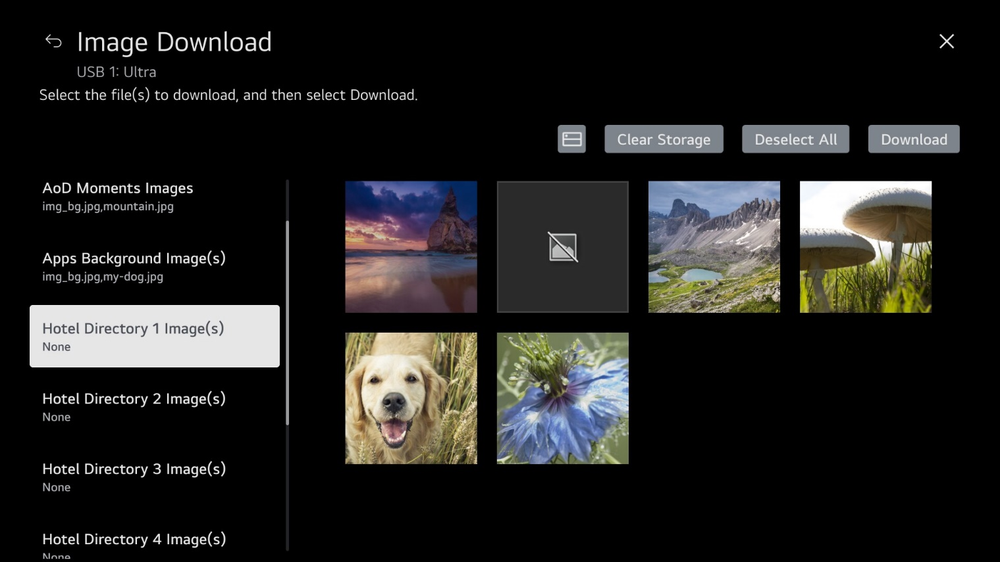 Image Download
USB 1: Ultra
Select the file(s) to download, and then select Download.
Clear Storage
Deselect All
Download
AoD Moments Images
img_bg.jpg,mountain.jpg
Apps Background Image(s)
img_bg.jpg,my-dog.jpg
Hotel Directory 1 Image(s)
None
Hotel Directory 2 Image(s)
None
Hotel Directory 3 Image(s)
None
Hotel Directory 4 Image(s)
None